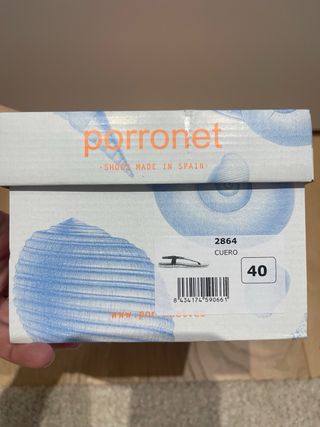 porronet
·SHOES MADE IN SPAIN·
2864
CUERO
40
8 434174 590661